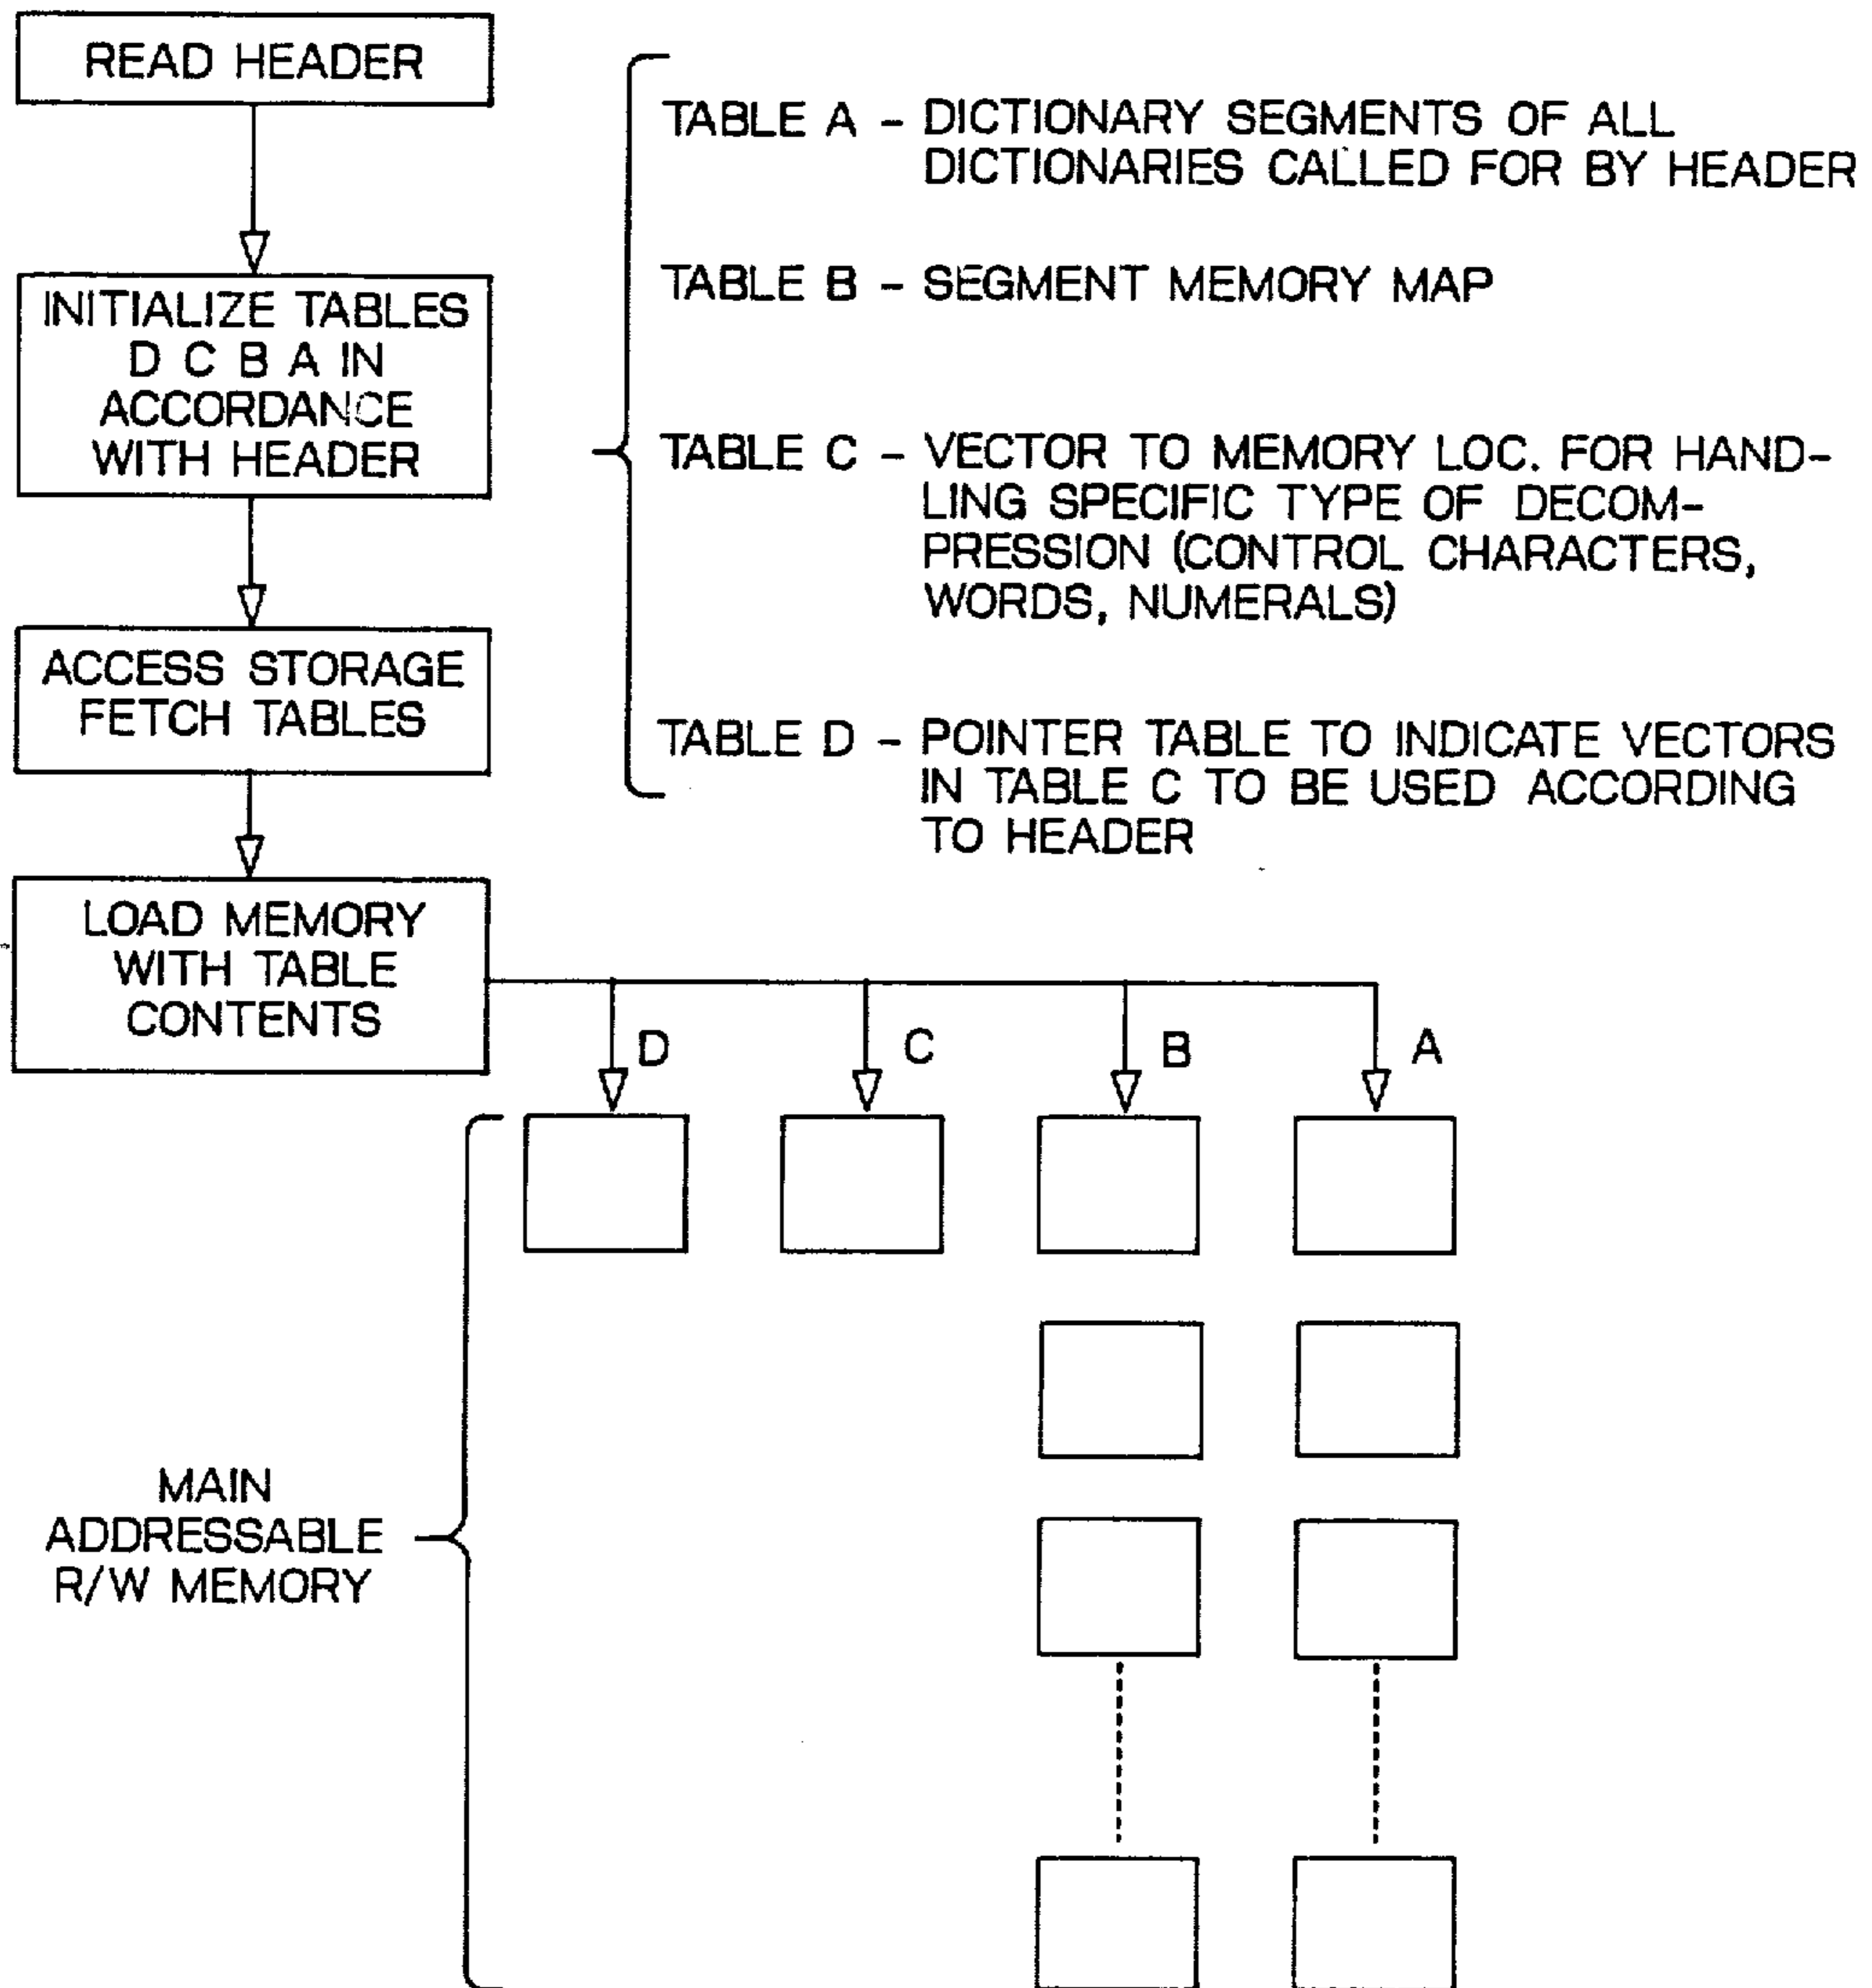 READ HEADER
INITIALIZE TABLES
D C B A IN
ACCORDANCE
WITH HEADER
ACCESS STORAGE
FETCH TABLES
LOAD MEMORY
WITH TABLE
CONTENTS
TABLE A - DICTIONARY SEGMENTS OF ALL
DICTIONARIES CALLED FOR BY HEADER
TABLE B - SEGMENT MEMORY MAP
TABLE C - VECTOR TO MEMORY LOC. FOR HAND-
LING SPECIFIC TYPE OF DECOM-
PRESSION (CONTROL CHARACTERS,
WORDS, NUMERALS)
TABLE D - POINTER TABLE TO INDICATE VECTORS
IN TABLE C TO BE USED ACCORDING
TO HEADER
D C B A
MAIN
ADDRESSABLE
R/W MEMORY